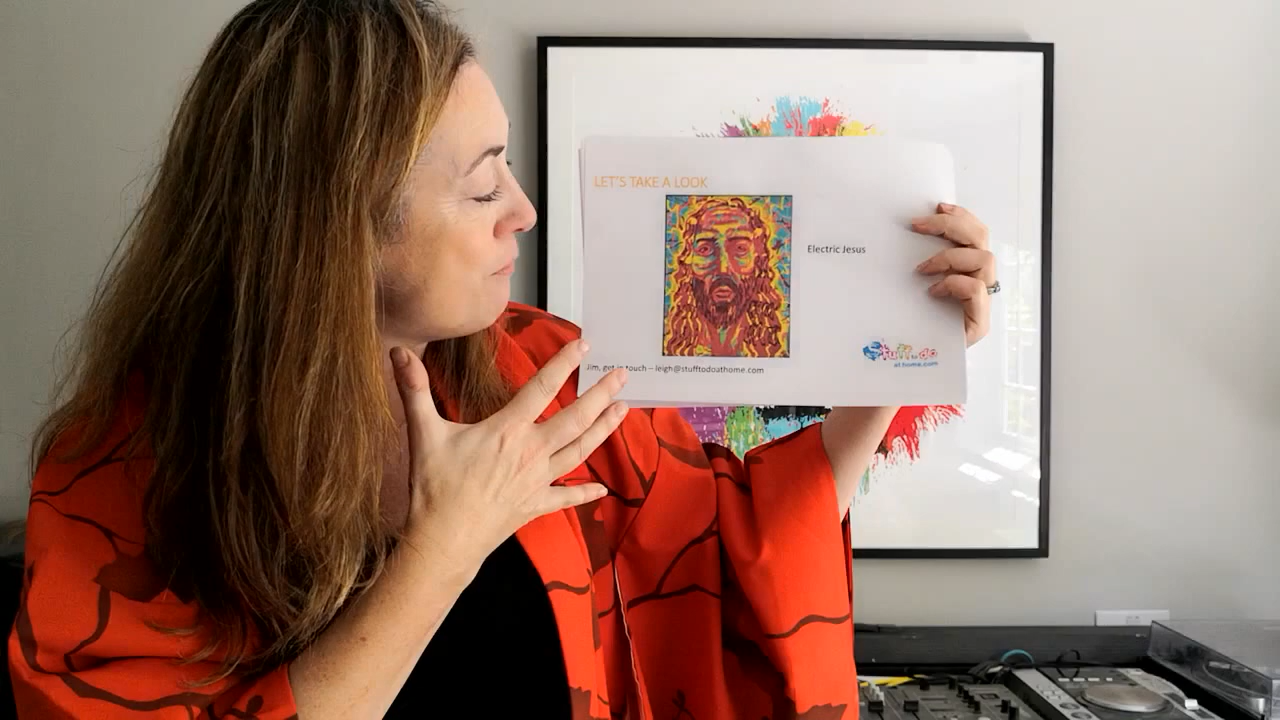 LET'S TAKE A LOOK
Electric Jesus
Stuff to do
at home.com
Jim, get in touch – leigh@stufftodoathome.com